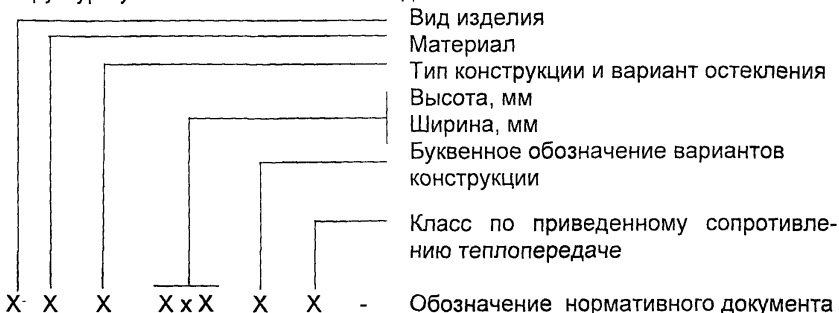 Вид изделия
Материал
Тип конструкции и вариант остекления
Высота, мм
Ширина, мм
Буквенное обозначение вариантов
конструкции
Класс по приведенному сопротивле-
нию теплопередаче
X X X X x X X X - Обозначение нормативного документа